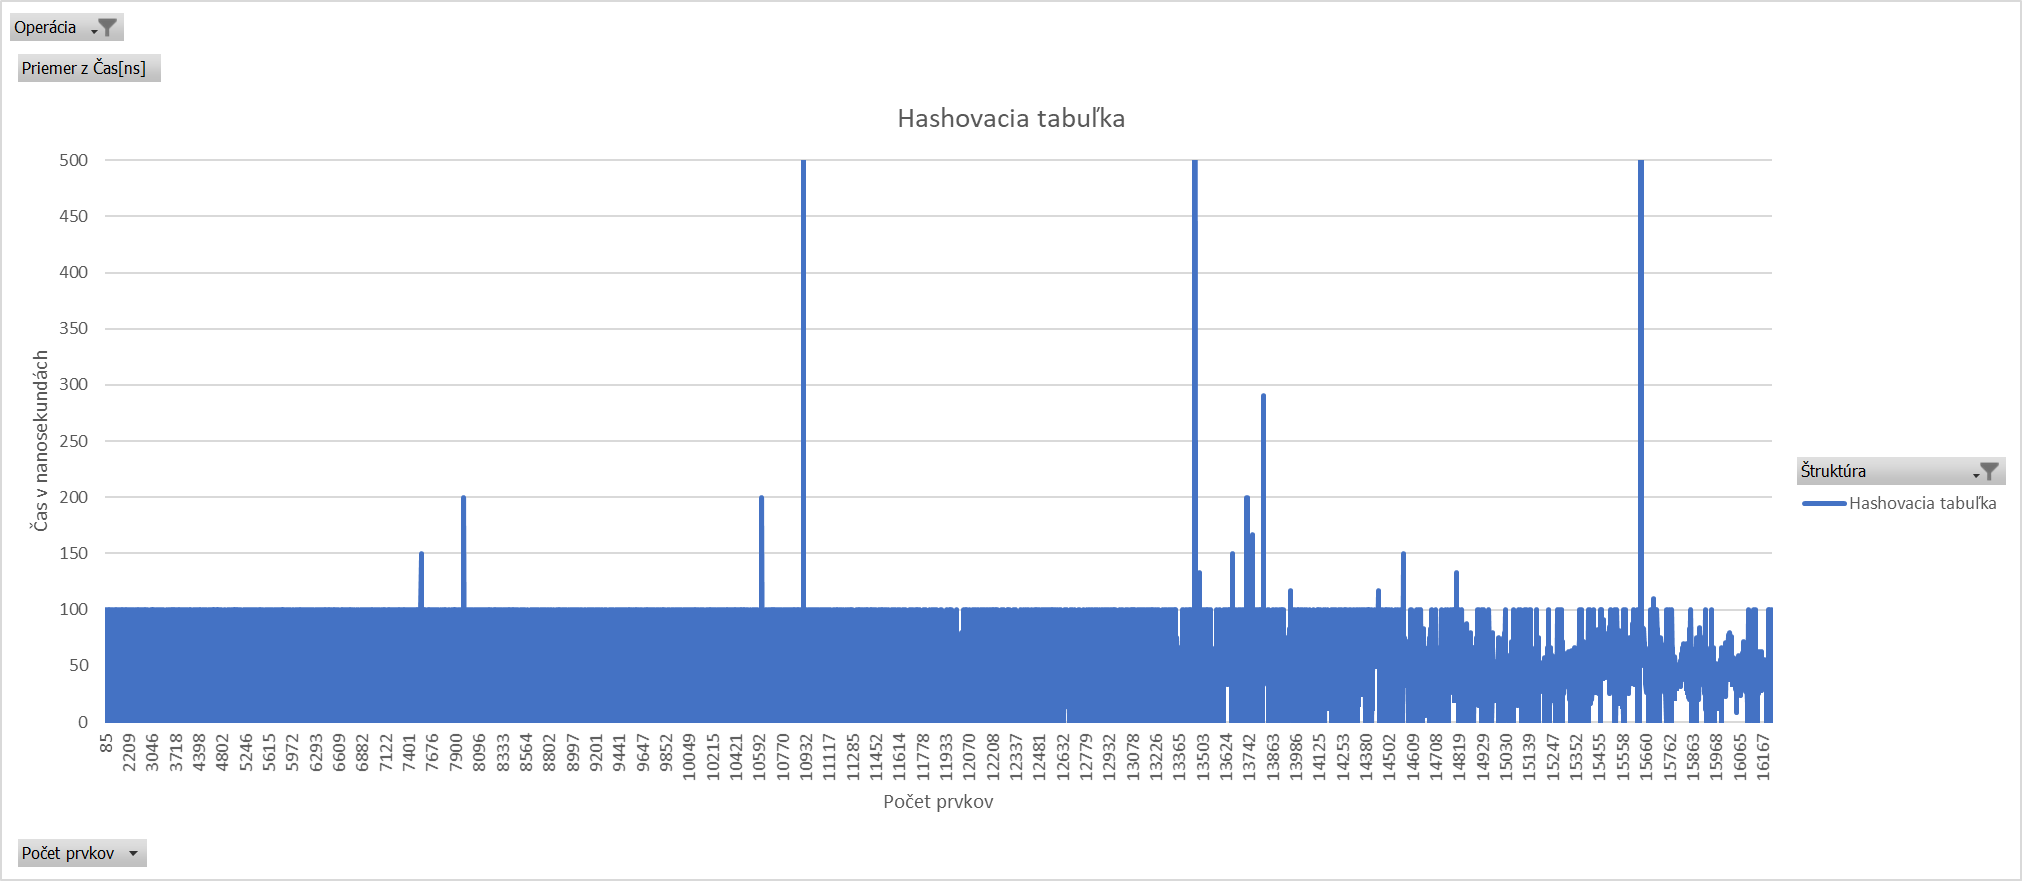 Operácia
Priemer z Čas[ns]
Hashovacia tabuľka
500
450
400
350
300
250
200
150
100
50
0
Čas v nanosekundách
85 2209 3046 3718 4398 4802 5246 5615 5972 6293 6609 6882 7122 7401 7676 7900 8096 8333 8564 8802 8997 9201 9441 9647 9852 10049 10215 10421 10592 10770 10932 11117 11285 11452 11614 11778 11933 12070 12208 12337 12481 12632 12779 12932 13078 13226 13365 13503 13624 13742 13863 13986 14125 14253 14380 14502 14609 14708 14819 14929 15030 15139 15247 15352 15455 15558 15660 15762 15863 15968 16065 16167
Počet prvkov
Štruktúra
Hashovacia tabuľka
Počet prvkov